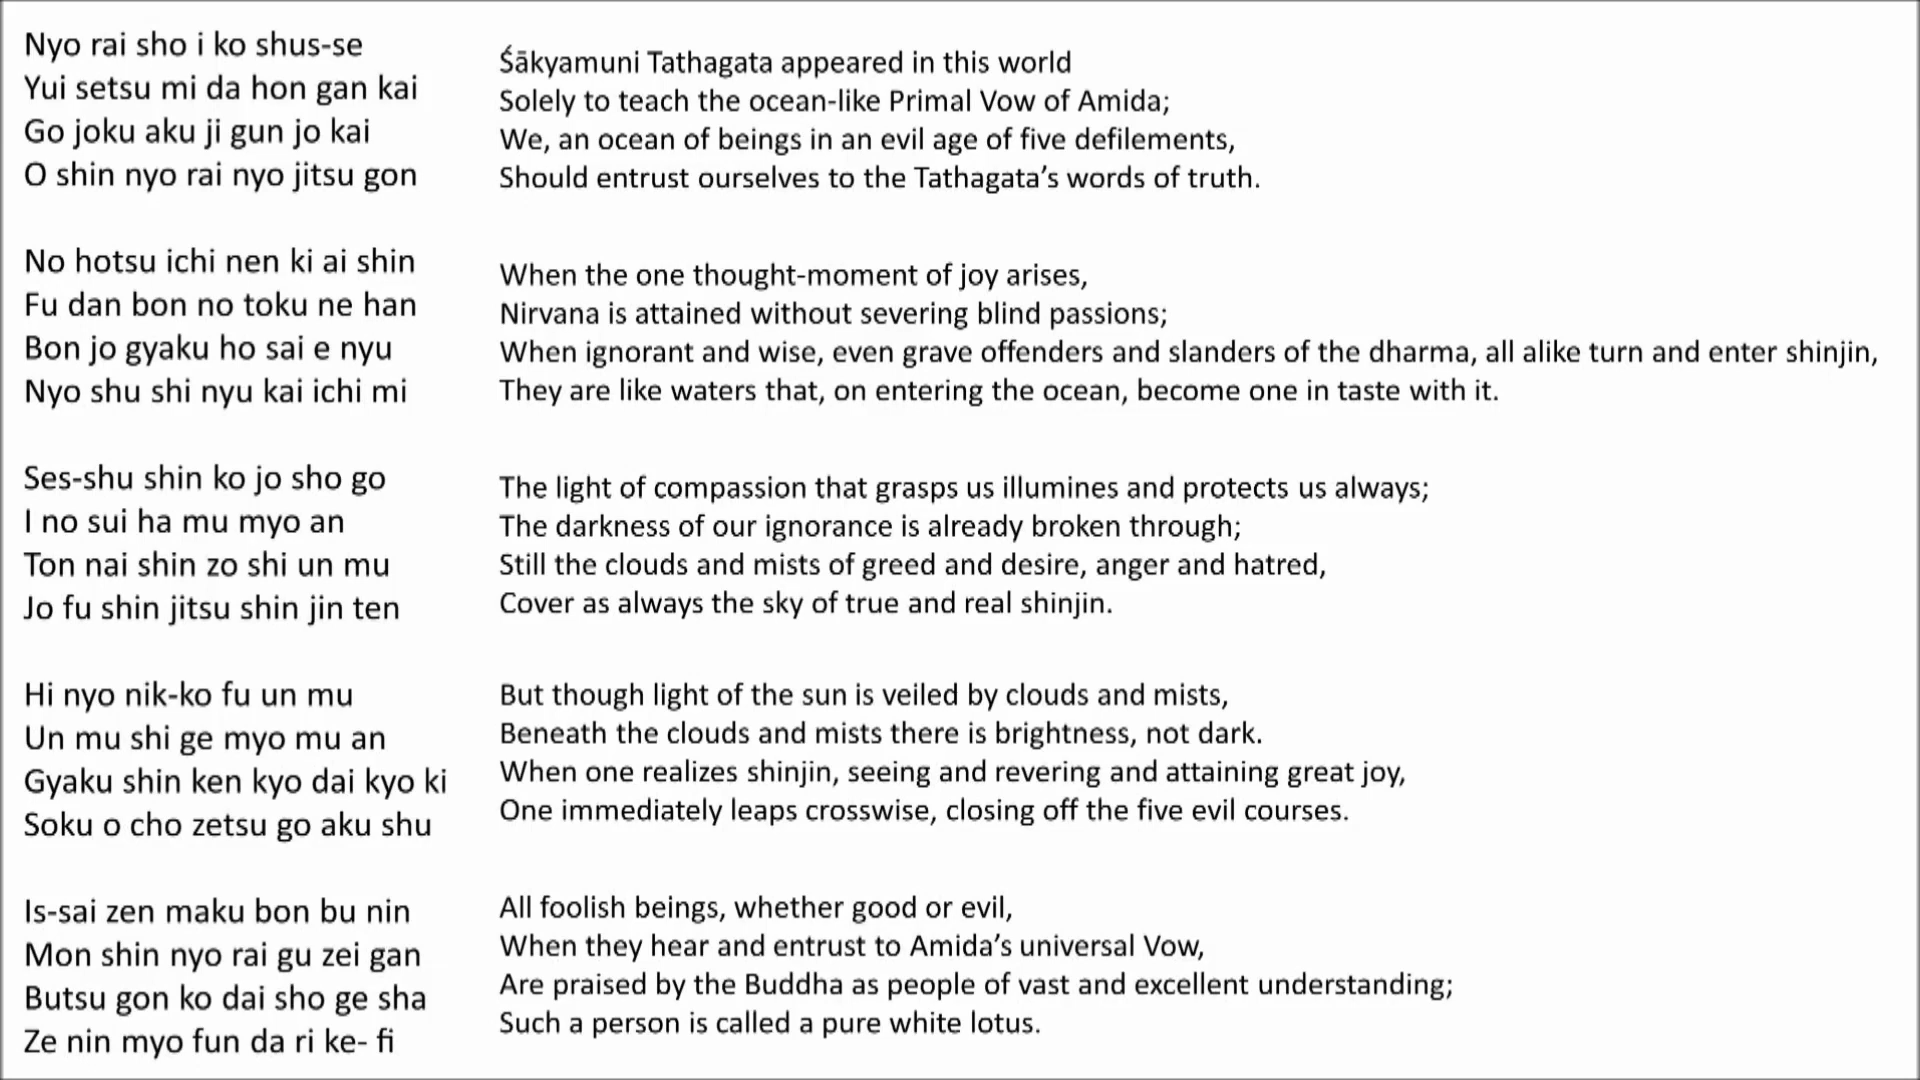 Nyo rai sho i ko shus-se
Yui setsu mi da hon gan kai
Go joku aku ji gun jo kai
O shin nyo rai nyo jitsu gon
Śākyamuni Tathagata appeared in this world
Solely to teach the ocean-like Primal Vow of Amida;
We, an ocean of beings in an evil age of five defilements,
Should entrust ourselves to the Tathagata’s words of truth.
No hotsu ichi nen ki ai shin
Fu dan bon no toku ne han
Bon jo gyaku ho sai e nyu
Nyo shu shi nyu kai ichi mi
When the one thought-moment of joy arises,
Nirvana is attained without severing blind passions;
When ignorant and wise, even grave offenders and slanders of the dharma, all alike turn and enter shinjin,
They are like waters that, on entering the ocean, become one in taste with it.
Ses-shu shin ko jo sho go
I no sui ha mu myo an
Ton nai shin zo shi un mu
Jo fu shin jitsu shin jin ten
The light of compassion that grasps us illumines and protects us always;
The darkness of our ignorance is already broken through;
Still the clouds and mists of greed and desire, anger and hatred,
Cover as always the sky of true and real shinjin.
Hi nyo nik-ko fu un mu
Un mu shi ge myo mu an
Gyaku shin ken kyo dai kyo ki
Soku o cho zetsu go aku shu
But though light of the sun is veiled by clouds and mists,
Beneath the clouds and mists there is brightness, not dark.
When one realizes shinjin, seeing and revering and attaining great joy,
One immediately leaps crosswise, closing off the five evil courses.
Is-sai zen maku bon bu nin
Mon shin nyo rai gu zei gan
Butsu gon ko dai sho ge sha
Ze nin myo fun da ri ke- fi
All foolish beings, whether good or evil,
When they hear and entrust to Amida’s universal Vow,
Are praised by the Buddha as people of vast and excellent understanding;
Such a person is called a pure white lotus.